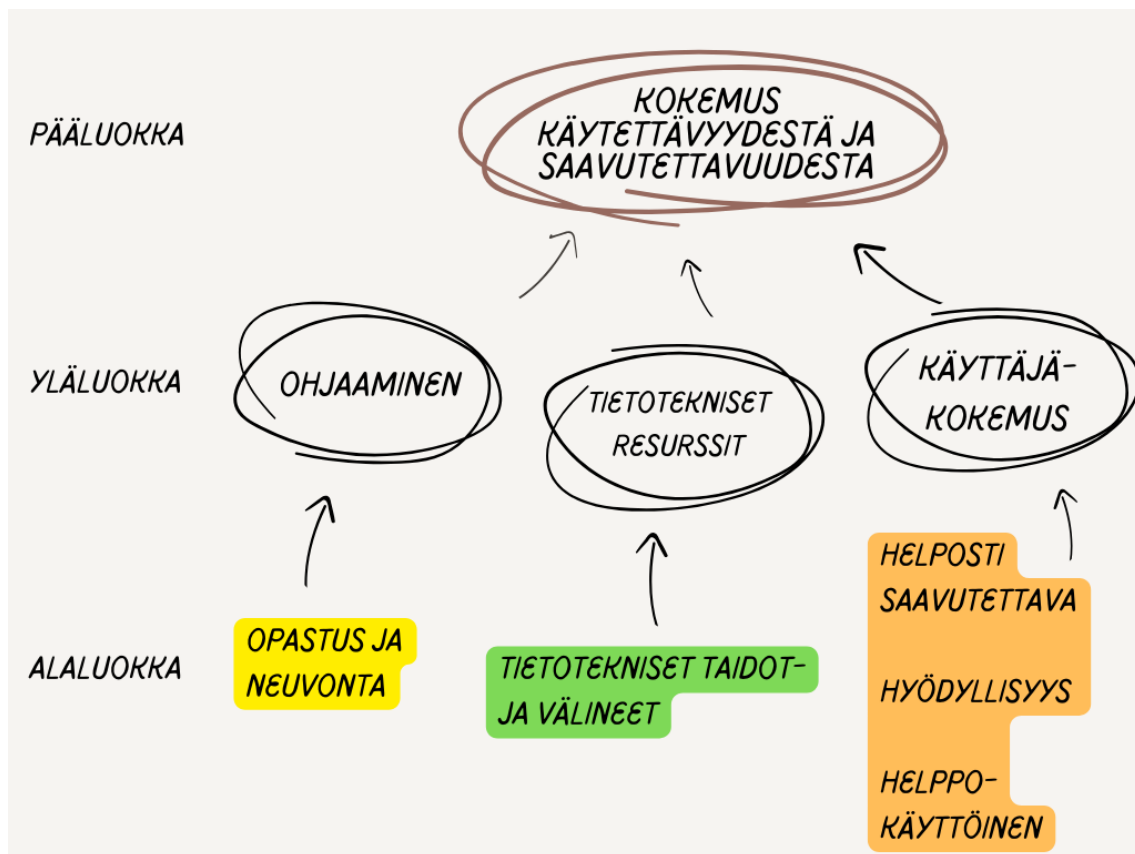 PÄÄLUOKKA
KOKEMUS
KÄYTETTÄVYYDESTÄ JA
SAAVUTETTAVUUDESTA
YLÄLUOKKA
OHJAAMINEN
TIETOTEKNISET
RESURSSIT
KÄYTTÄJÄ-
KOKEMUS
ALALUOKKA
OPASTUS JA
NEUVONTA
TIETOTEKNISET TAIDOT-
JA VÄLINEET
HELPOSTI
SAAVUTETTAVA
HYÖDYLLISYYS
HELPPO-
KÄYTTÖINEN